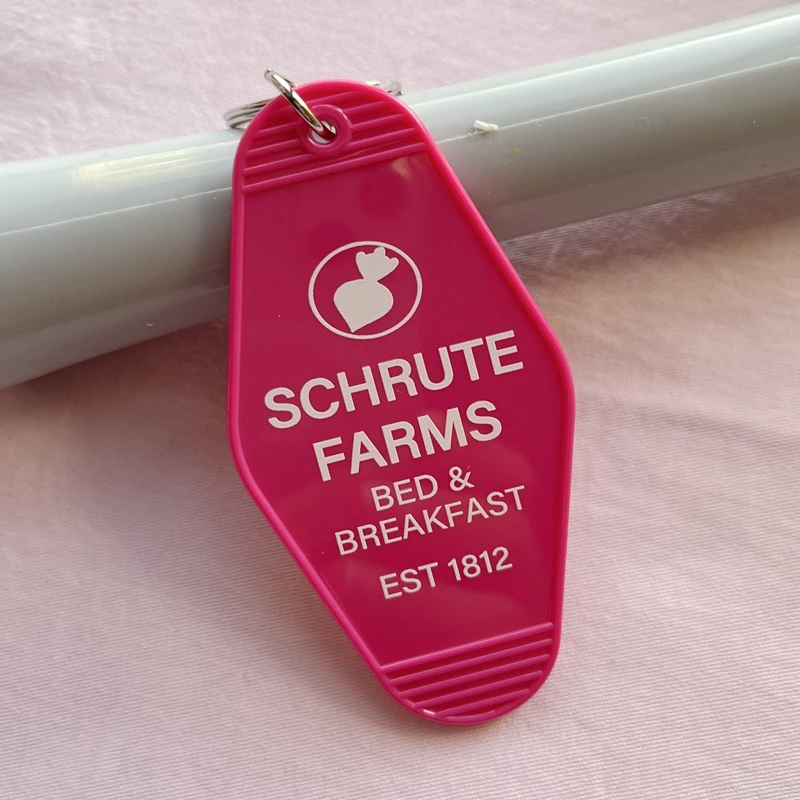 SCHRUTE
FARMS
BED &
BREAKFAST
EST 1812